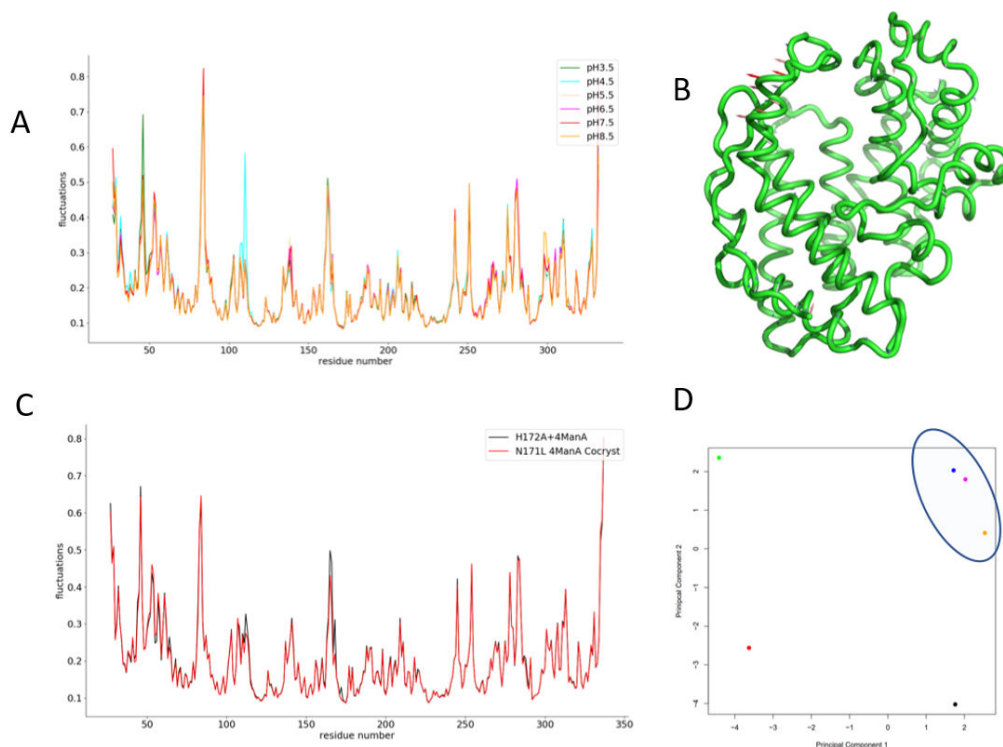 A
fluctuations
0.8
0.7
0.6
0.5
0.4
0.3
0.2
0.1
50
100
150
200
250
300
residue number
pH3.5
pH4.5
pH5.5
pH6.5
pH7.5
pH8.5
B
C
fluctuations
0.8
0.7
0.6
0.5
0.4
0.3
0.2
0.1
50
100
150
200
250
300
350
residue number
H172A+4ManA
N171L 4ManA Cocryst
D
Prinipcal Component 2
2
1
0
−1
−2
−3
−4
−4
−3
−2
−1
0
1
2
Principal Component 1